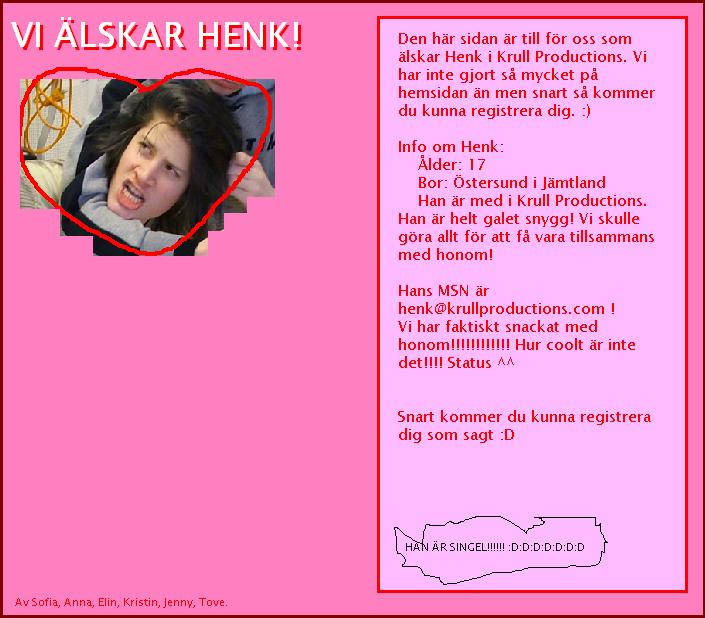 VI ÄLSKAR HENK!
Den här sidan är till för oss som
älskar Henk i Krull Productions. Vi
har inte gjort så mycket på
hemsidan än men snart så kommer
du kunna registrera dig. :)
Info om Henk:
Ålder: 17
Bor: Östersund i Jämtland
Han är med i Krull Productions.
Han är helt galet snygg! Vi skulle
göra allt för att få vara tillsammans
med honom!
Hans MSN är
henk@krullproductions.com !
Vi har faktiskt snackat med
honom!!!!!!!!!!!! Hur coolt är inte
det!!!! Status ^^
Snart kommer du kunna registrera
dig som sagt :D
HAN ÄR SINGEL!!!!!! :D:D:D:D:D:D:D
Av Sofia, Anna, Elin, Kristin, Jenny, Tove.